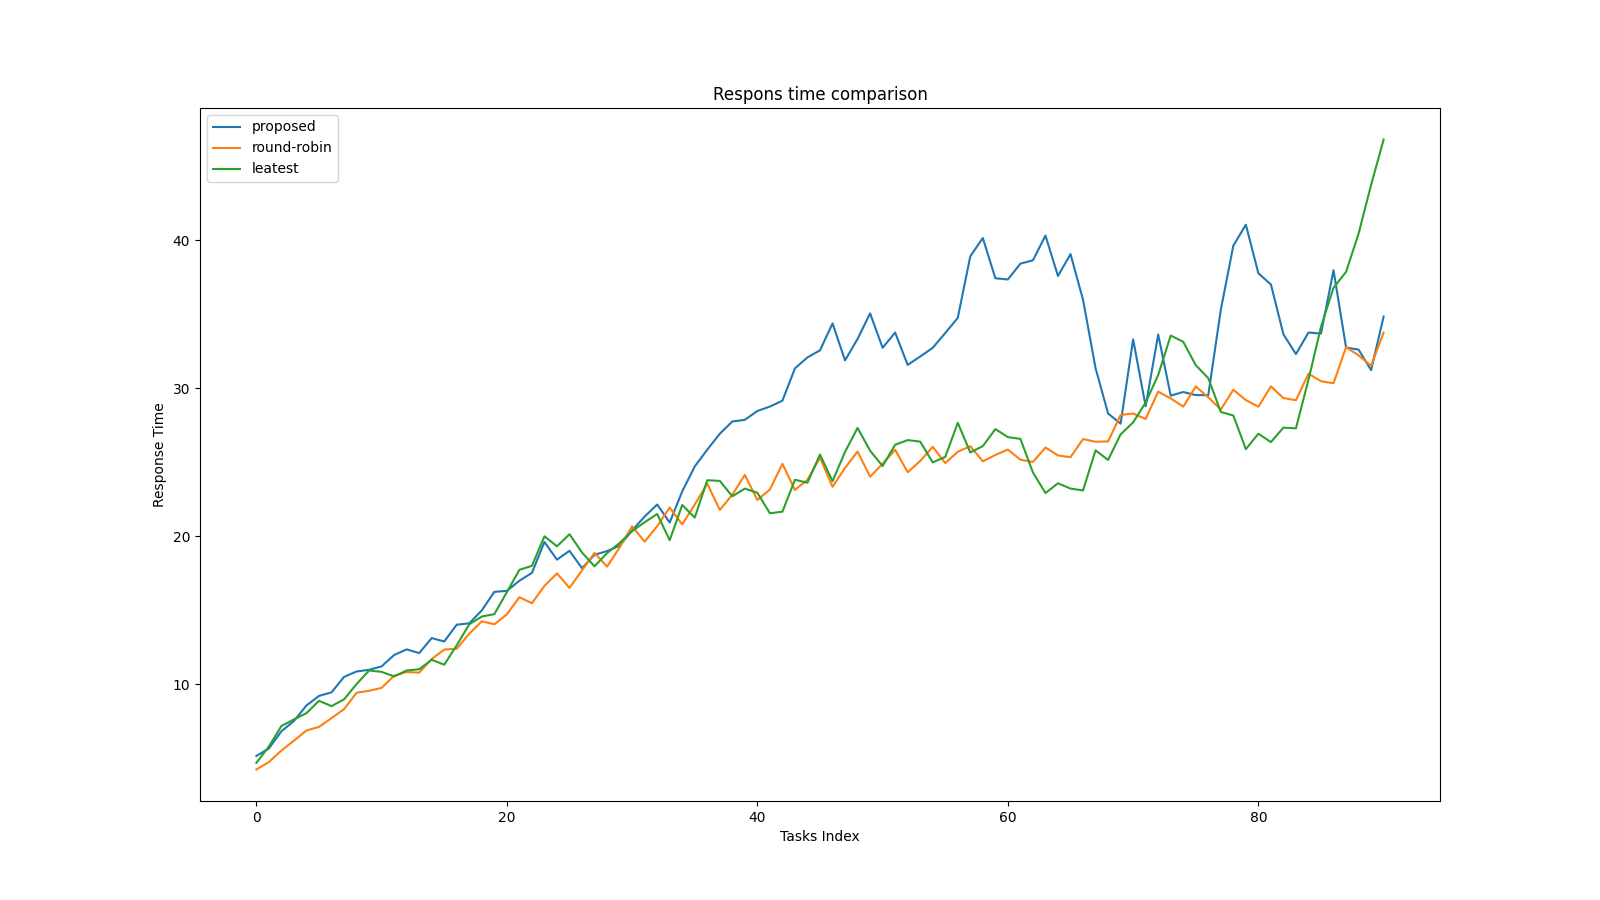 Respons time comparison
proposed
round-robin
leatest
Response Time
40
30
20
10
0 20 40 60 80
Tasks Index